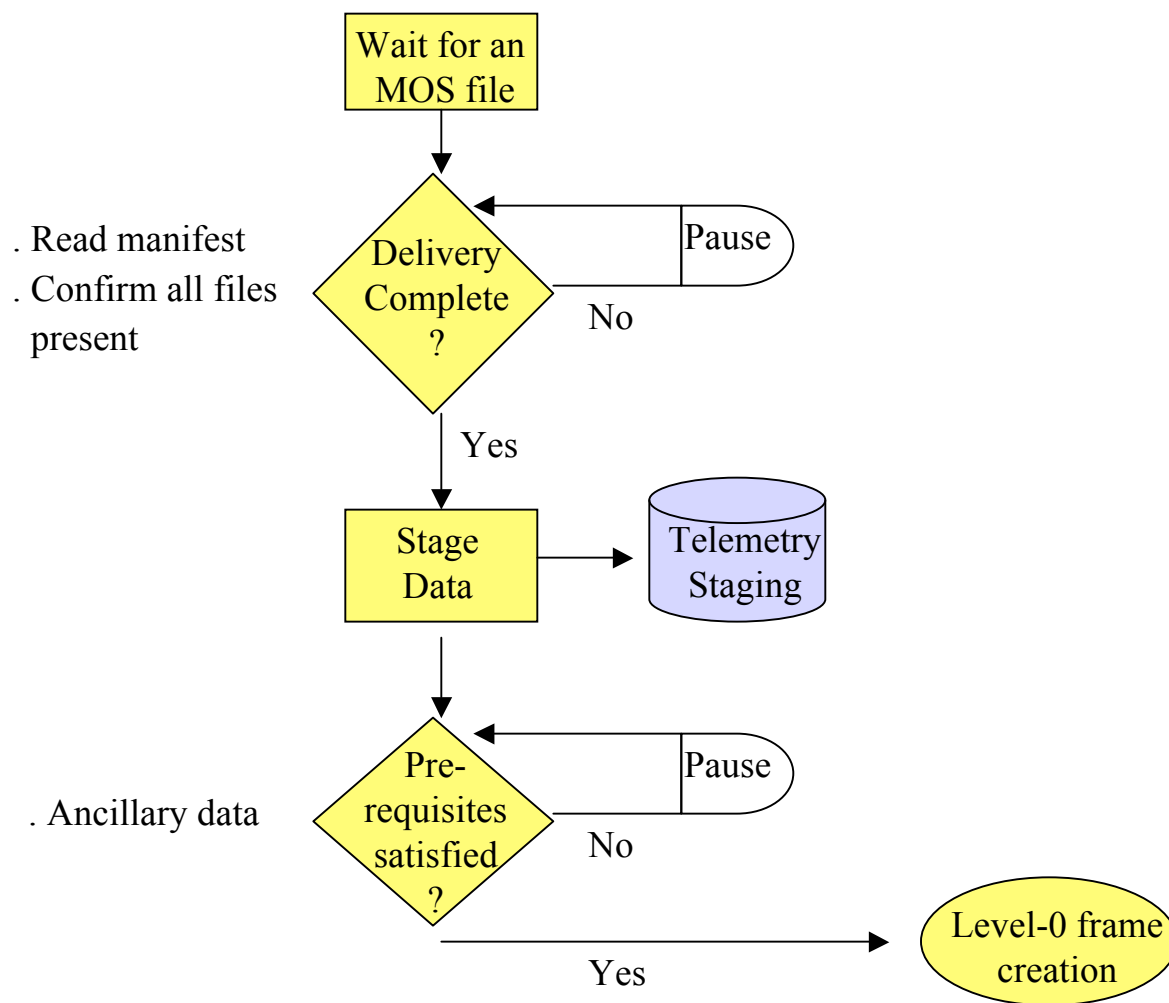 Wait for an
MOS file
. Read manifest
. Confirm all files
present
Delivery
Complete
?
Pause
No
Yes
Stage
Data
Telemetry
Staging
. Ancillary data
Pre-
requisites
satisfied
?
Pause
No
Yes
Level-0 frame
creation